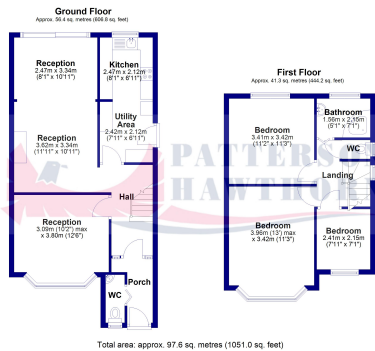 Ground Floor
Approx. 56.4 sq. metres (606.8 sq. feet)
Reception
2.47m x 3.34m
(8'1" x 10'11")
Kitchen
2.47m x 2.12m
(8'1" x 6'11")
Reception
3.62m x 3.34m
(11'11" x 10'11")
Utility
Area
2.42m x 2.12m
(7'11" x 6'11")
Hall
Reception
3.09m (10'2") max
x 3.80m (12'6")
WC
Porch
First Floor
Approx. 41.3 sq. metres (444.2 sq. feet)
Bedroom
3.41m x 3.42m
(11'2" x 11'3")
Bathroom
1.56m x 2.15m
(5'1" x 7'1")
WC
Landing
Bedroom
3.96m (13') max
x 3.42m (11'3")
Bedroom
2.41m x 2.15m
(7'11" x 7'1")
PATTERSON
HAWTHORN
Total area: approx. 97.6 sq. metres (1051.0 sq. feet)